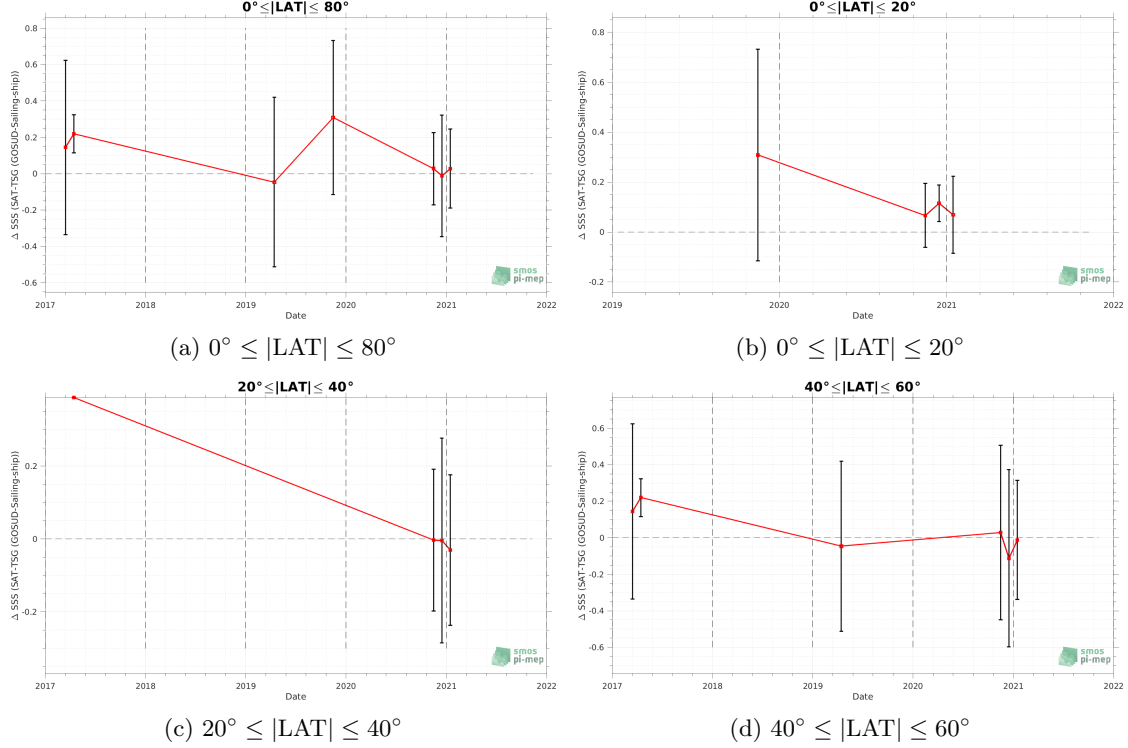 0°≤|LAT|≤ 80°
Δ SSS (SAT-TSG (GOSUD-Sailing-ship))
0.8
0.6
0.4
0.2
0
-0.2
-0.4
-0.6
2017 2018 2019 2020 2021 2022
Date
smos
pi-mep
(a) 0° ≤ |LAT| ≤ 80°
0°≤|LAT|≤ 20°
Δ SSS (SAT-TSG (GOSUD-Sailing-ship))
0.8
0.6
0.4
0.2
0
-0.2
2019 2020 2021 2022
Date
smos
pi-mep
(b) 0° ≤ |LAT| ≤ 20°
20°≤|LAT|≤ 40°
Δ SSS (SAT-TSG (GOSUD-Sailing-ship))
0.2
0
-0.2
2017 2018 2019 2020 2021 2022
Date
smos
pi-mep
(c) 20° ≤ |LAT| ≤ 40°
40°≤|LAT|≤ 60°
Δ SSS (SAT-TSG (GOSUD-Sailing-ship))
0.6
0.4
0.2
0
-0.2
-0.4
-0.6
2017 2018 2019 2020 2021 2022
Date
smos
pi-mep
(d) 40° ≤ |LAT| ≤ 60°